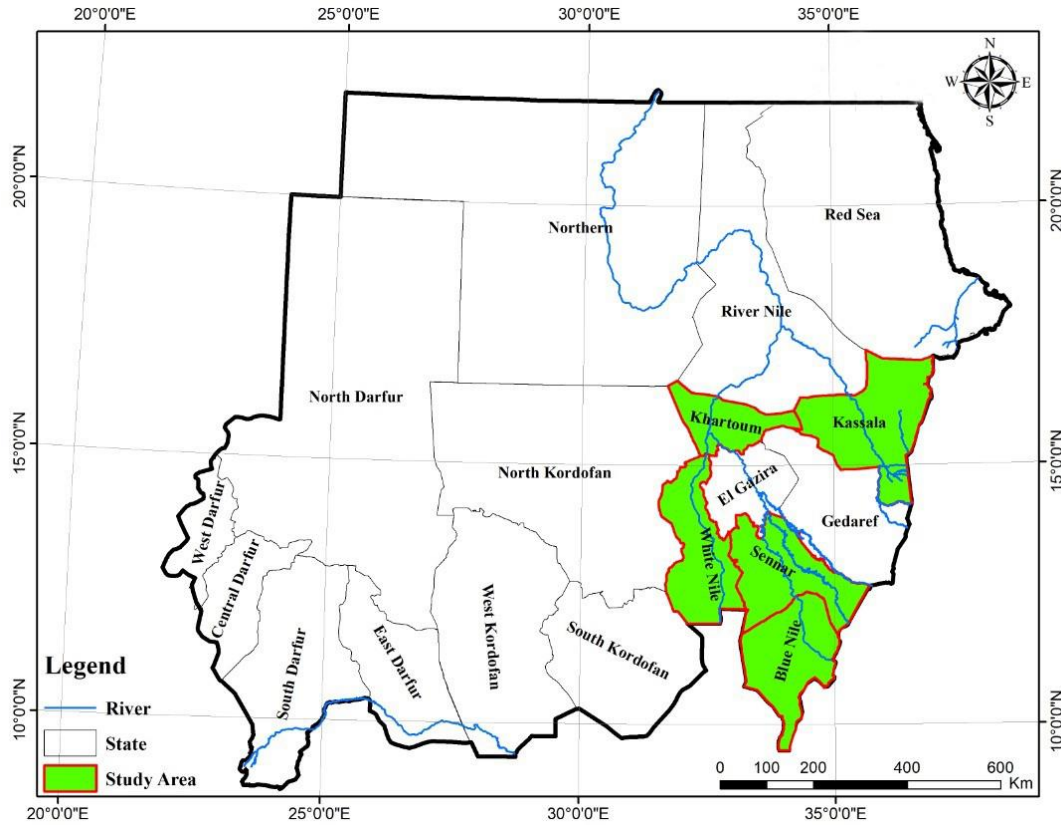 20°0'0"E 25°0'0"E 30°0'0"E 35°0'0"E
N
W E
S
20°0'0"N
20°0'0"N
Red Sea
Northern
River Nile
North Darfur
Khartoum
Kassala
15°0'0"N
15°0'0"N
North Kordofan
El Gazira
Gedaref
West Darfur
White Nile
Sennar
Central Darfur
West Kordofan
South Kordofan
East Darfur
Blue Nile
South Darfur
10°0'0"N
Legend
River
State
Study Area
0 100 200 400 600
Km
20°0'0"E 25°0'0"E 30°0'0"E 35°0'0"E
10°0'0"N